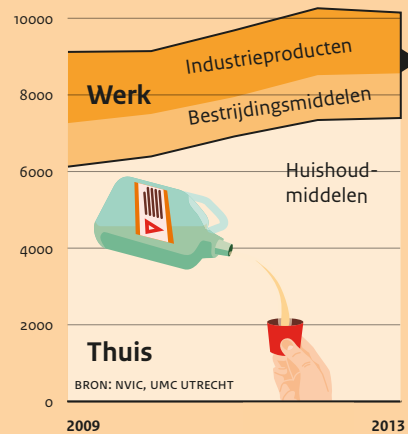 10000
Industrieproducten
8000
Werk
Bestrijdingsmiddelen
6000
Huishoud-
middelen
4000
2000
Thuis
BRON: NVIC, UMC UTRECHT
0
2009 2013